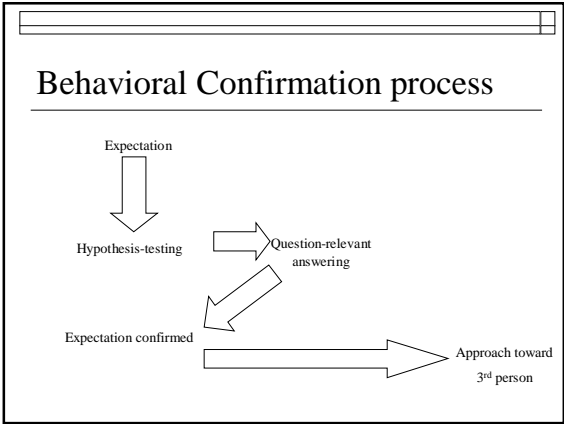 Behavioral Confirmation process
Expectation
Hypothesis-testing
Question-relevant
answering
Expectation confirmed
Approach toward
3rd person